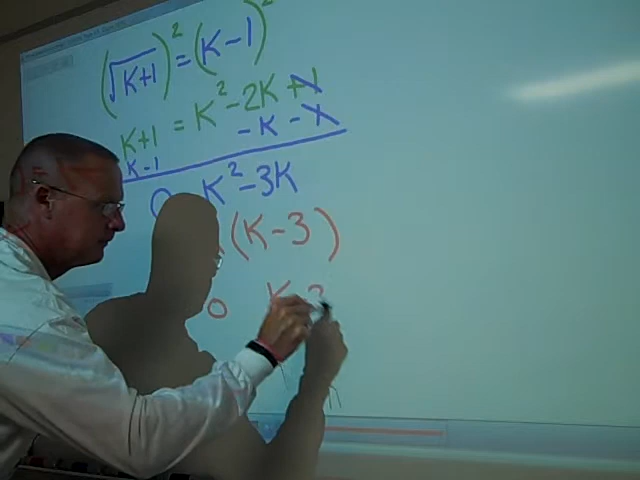 (√K+1)² = (K-1)²
K+1 = K² -2K +1
-K-1 -K -1
0 K² -3K
(K-3)
0 K 3